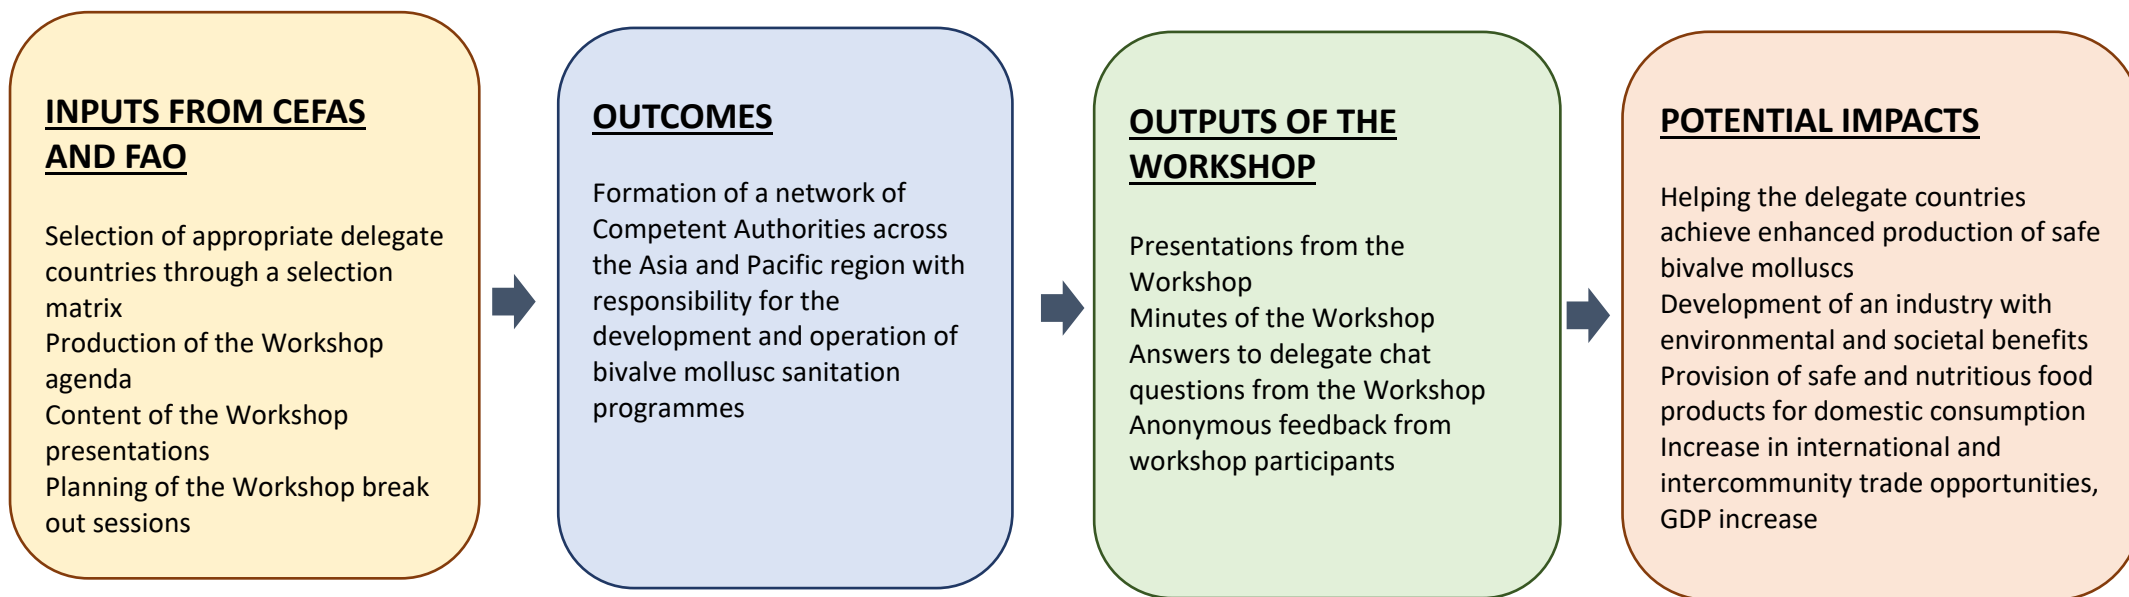 INPUTS FROM CEFAS
AND FAO
Selection of appropriate delegate
countries through a selection
matrix
Production of the Workshop
agenda
Content of the Workshop
presentations
Planning of the Workshop break
out sessions
OUTCOMES
Formation of a network of
Competent Authorities across
the Asia and Pacific region with
responsibility for the
development and operation of
bivalve mollusc sanitation
programmes
OUTPUTS OF THE
WORKSHOP
Presentations from the
Workshop
Minutes of the Workshop
Answers to delegate chat
questions from the Workshop
Anonymous feedback from
workshop participants
POTENTIAL IMPACTS
Helping the delegate countries
achieve enhanced production of safe
bivalve molluscs
Development of an industry with
environmental and societal benefits
Provision of safe and nutritious food
products for domestic consumption
Increase in international and
intercommunity trade opportunities,
GDP increase